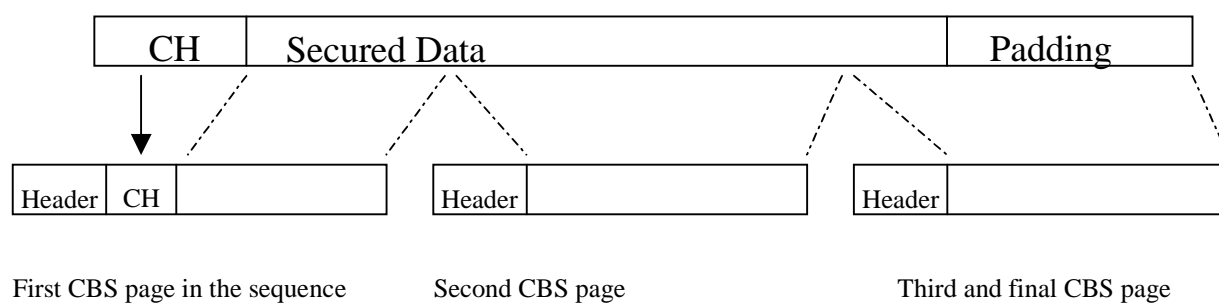 CH Secured Data Padding
Header CH Header Header
First CBS page in the sequence Second CBS page Third and final CBS page